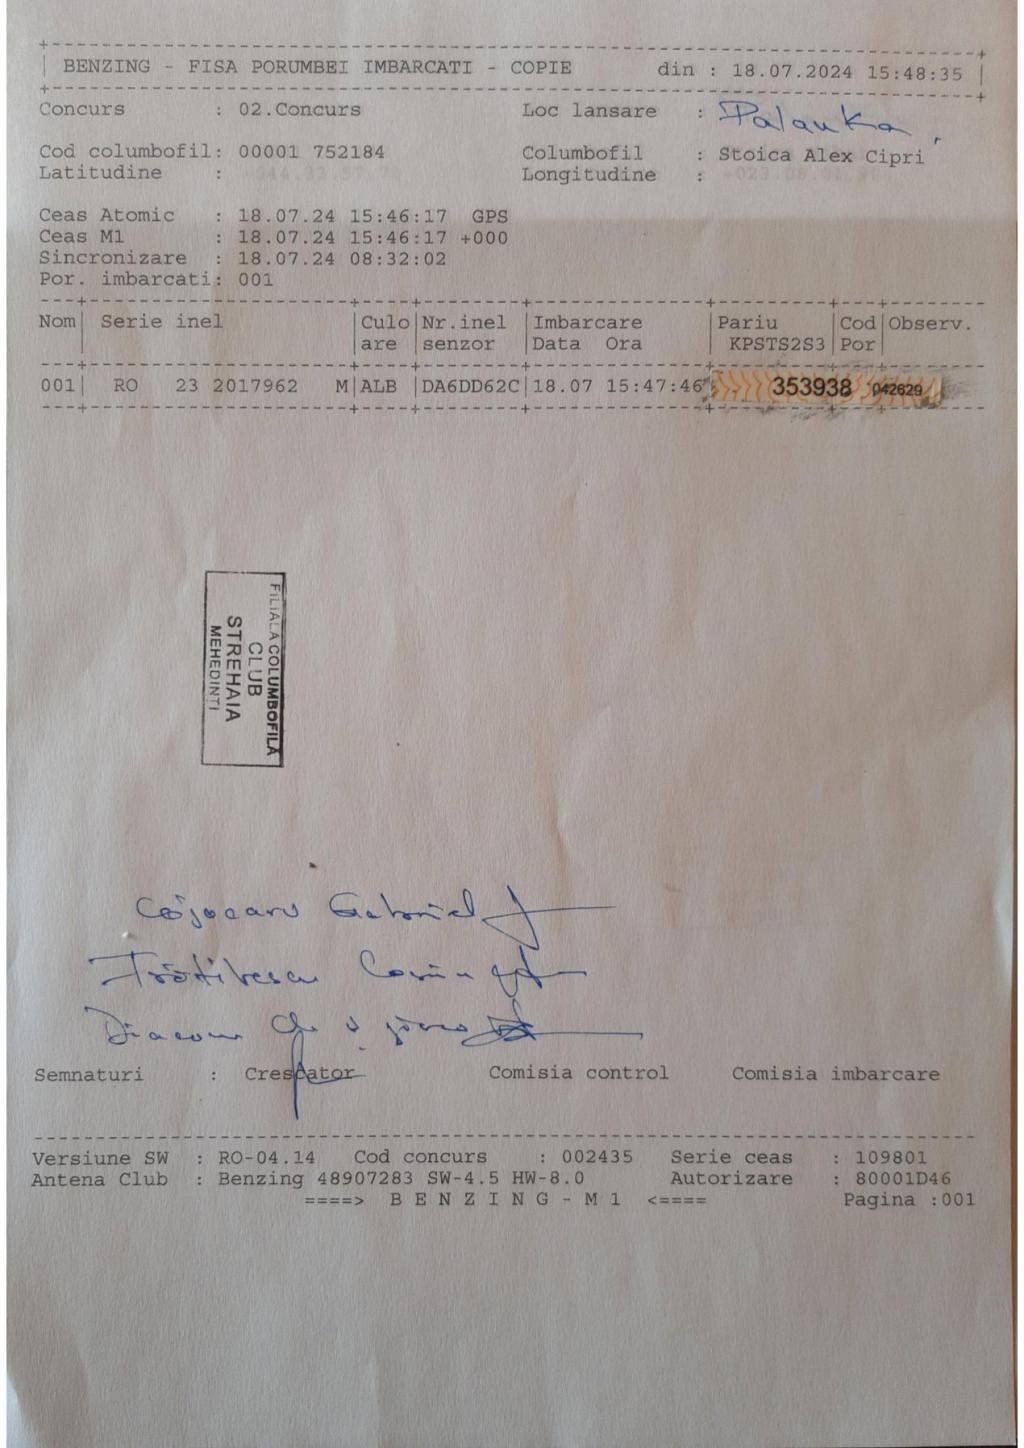 BENZING - FISA PORUMBEI IMBARCATI - COPIE din : 18.07.2024 15:48:35
Concurs : 02.Concurs Loc lansare : Palanka
Cod columbofil: 00001 752184 Columbofil : Stoica Alex Cipri
Latitudine : Longitudine :
Ceas Atomic : 18.07.24 15:46:17 GPS
Ceas M1 : 18.07.24 15:46:17 +000
Sincronizare : 18.07.24 08:32:02
Por. imbarcati: 001
Nom| Serie inel |Culo|Nr.inel |Imbarcare |Pariu |Cod|Observ.
|are |senzor |Data Ora | KPSTS2S3|Por|
001| RO 23 2017962 M|ALB |DA6DD62C|18.07 15:47:46 353938 042629
FILIALA COLUMBOFILĂ
CLUB
STREHAIA
MEHEDINTI
Cojocaru Gabriel
Diacon
Semnaturi : Crescator Comisia control Comisia imbarcare
Versiune SW : RO-04.14 Cod concurs : 002435 Serie ceas : 109801
Antena Club : Benzing 48907283 SW-4.5 HW-8.0 Autorizare : 80001D46
====> B E N Z I N G - M 1 <==== Pagina :001